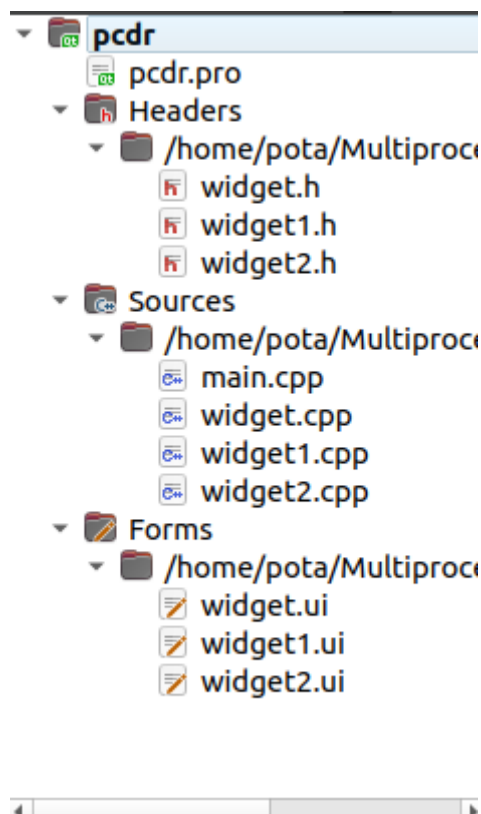 pcdr
pcdr.pro
Headers
/home/pota/Multiproce
widget.h
widget1.h
widget2.h
Sources
/home/pota/Multiproce
main.cpp
widget.cpp
widget1.cpp
widget2.cpp
Forms
/home/pota/Multiproce
widget.ui
widget1.ui
widget2.ui